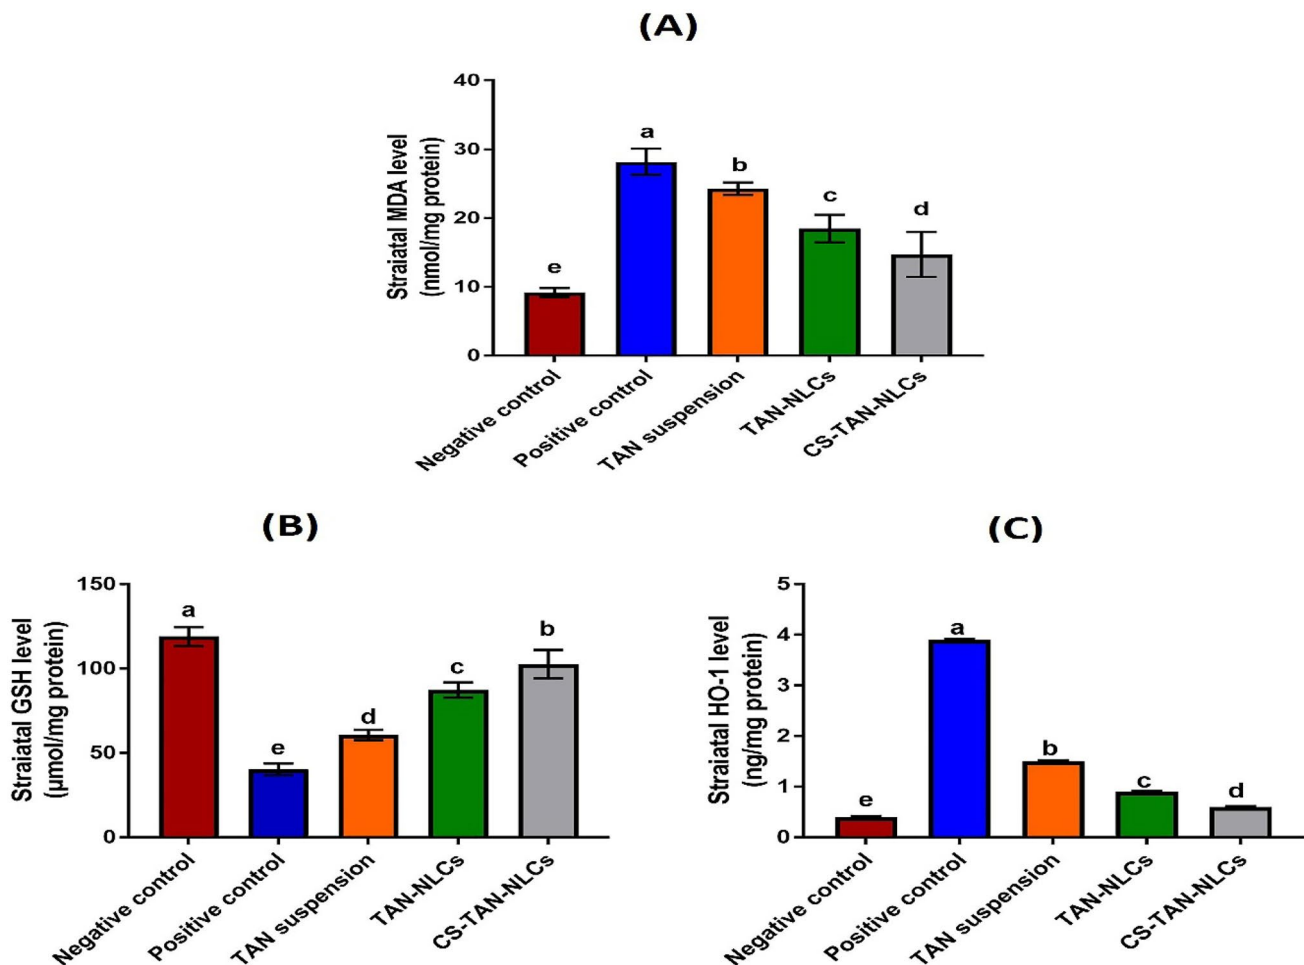 (A)
Straiatal MDA level
(nmol/mg protein)
40
30
20
10
0
e
a
b
c
d
Negative control
Positive control
TAN suspension
TAN-NLCs
CS-TAN-NLCs
(B)
Straiatal GSH level
(µmol/mg protein)
150
100
50
0
a
e
d
c
b
Negative control
Positive control
TAN suspension
TAN-NLCs
CS-TAN-NLCs
(C)
Straiatal HO-1 level
(ng/mg protein)
5
4
3
2
1
0
e
a
b
c
d
Negative control
Positive control
TAN suspension
TAN-NLCs
CS-TAN-NLCs